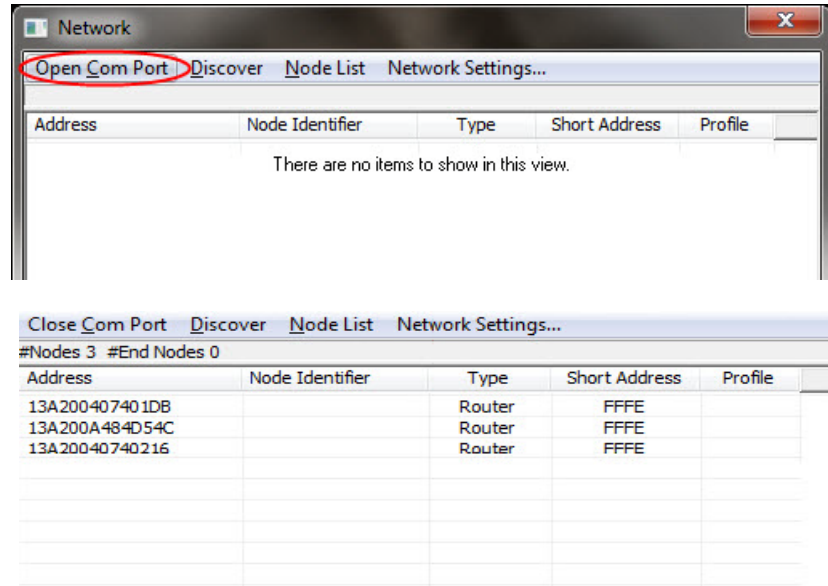 Network
Open Com Port Discover Node List Network Settings...
Address Node Identifier Type Short Address Profile
There are no items to show in this view.
Close Com Port Discover Node List Network Settings...
#Nodes 3 #End Nodes 0
Address Node Identifier Type Short Address Profile
13A200407401DB Router FFFE
13A200A484D54C Router FFFE
13A20040740216 Router FFFE